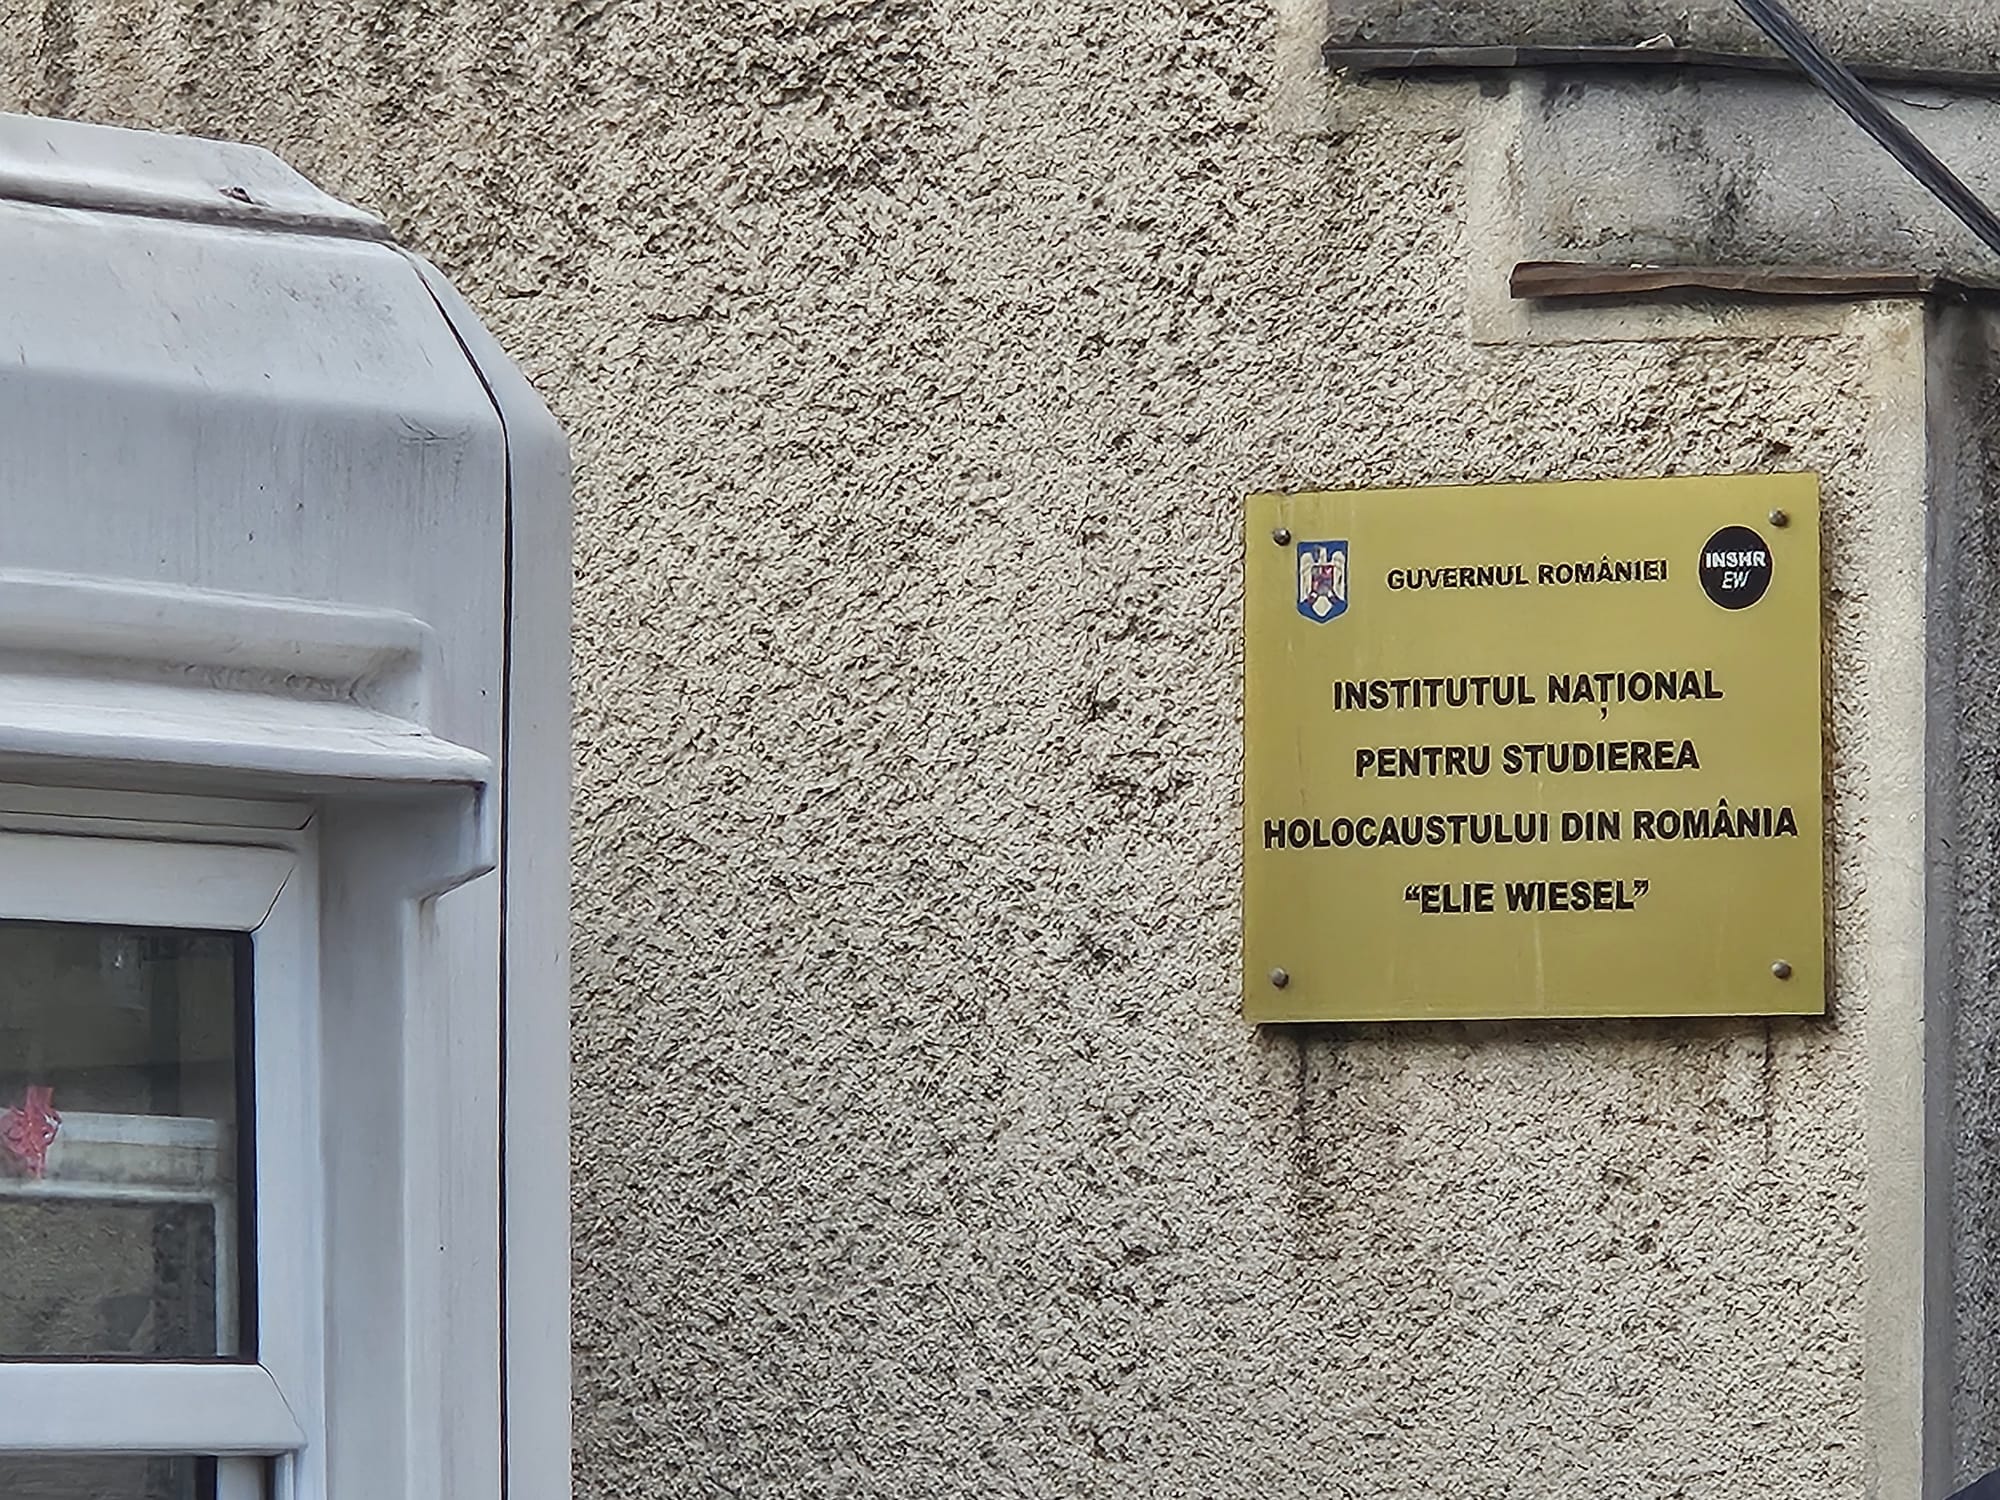 GUVERNUL ROMÂNIEI
INSHR
EW
INSTITUTUL NAȚIONAL
PENTRU STUDIEREA
HOLOCAUSTULUI DIN ROMÂNIA
“ELIE WIESEL”